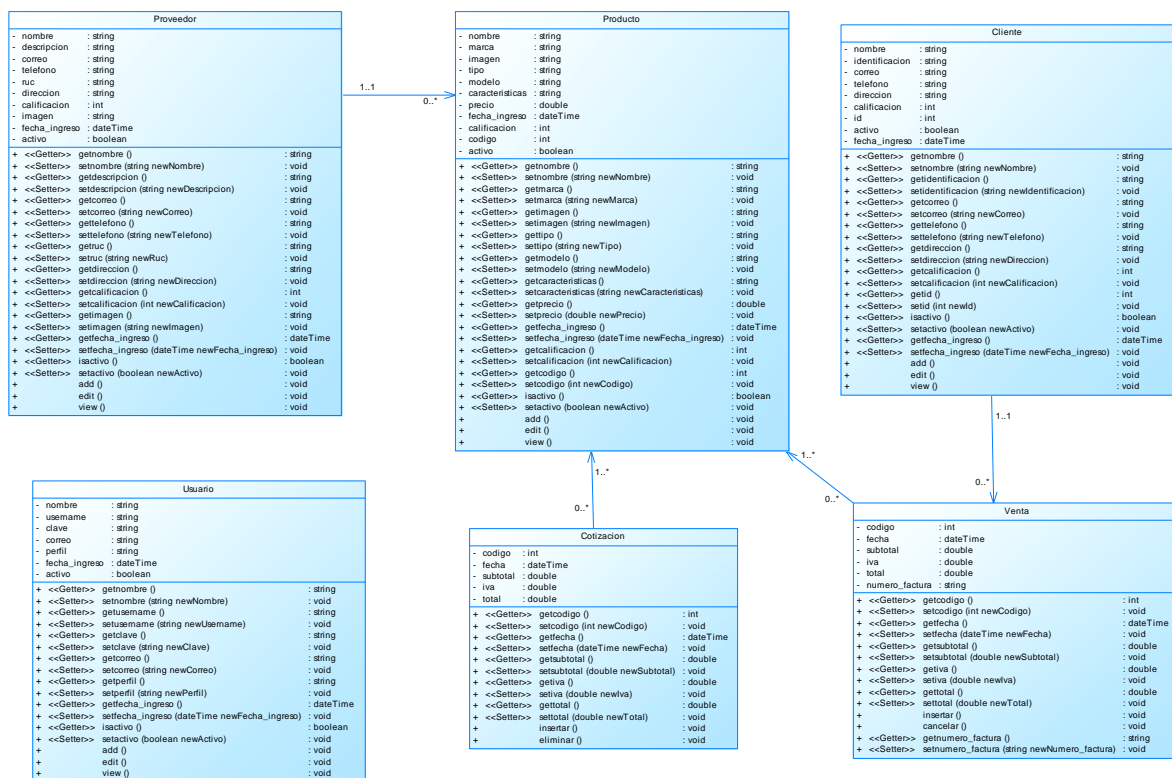 Proveedor
- nombre : string
- descripcion : string
- correo : string
- telefono : string
- ruc : string
- direccion : string
- calificacion : int
- imagen : string
- fecha_ingreso : dateTime
- activo : boolean
+ <<Getter>> getnombre () : string
+ <<Setter>> setnombre (string newNombre) : void
+ <<Getter>> getdescripcion () : string
+ <<Setter>> setdescripcion (string newDescripcion) : void
+ <<Getter>> getcorreo () : string
+ <<Setter>> setcorreo (string newCorreo) : void
+ <<Getter>> gettelefono () : string
+ <<Setter>> settelefono (string newTelefono) : void
+ <<Getter>> getruc () : string
+ <<Setter>> setruc (string newRuc) : void
+ <<Getter>> getdireccion () : string
+ <<Setter>> setdireccion (string newDireccion) : void
+ <<Getter>> getcalificacion () : int
+ <<Setter>> setcalificacion (int newCalificacion) : void
+ <<Getter>> getimagen () : string
+ <<Setter>> setimagen (string newImagen) : void
+ <<Getter>> getfecha_ingreso () : dateTime
+ <<Setter>> setfecha_ingreso (dateTime newFecha_ingreso) : void
+ <<Getter>> isactivo () : boolean
+ <<Setter>> setactivo (boolean newActivo) : void
+ add () : void
+ edit () : void
+ view () : void
1..1
0..*
Producto
- nombre : string
- marca : string
- imagen : string
- tipo : string
- modelo : string
- caracteristicas : string
- precio : double
- fecha_ingreso : dateTime
- calificacion : int
- codigo : int
- activo : boolean
+ <<Getter>> getnombre () : string
+ <<Setter>> setnombre (string newNombre) : void
+ <<Getter>> getmarca () : string
+ <<Setter>> setmarca (string newMarca) : void
+ <<Getter>> getimagen () : string
+ <<Setter>> setimagen (string newImagen) : void
+ <<Getter>> gettipo () : string
+ <<Setter>> settipo (string newTipo) : void
+ <<Getter>> getmodelo () : string
+ <<Setter>> setmodelo (string newModelo) : void
+ <<Getter>> getcaracteristicas () : string
+ <<Setter>> setcaracteristicas (string newCaracteristicas) : void
+ <<Getter>> getprecio () : double
+ <<Setter>> setprecio (double newPrecio) : void
+ <<Getter>> getfecha_ingreso () : dateTime
+ <<Setter>> setfecha_ingreso (dateTime newFecha_ingreso) : void
+ <<Getter>> getcalificacion () : int
+ <<Setter>> setcalificacion (int newCalificacion) : void
+ <<Getter>> getcodigo () : int
+ <<Setter>> setcodigo (int newCodigo) : void
+ <<Getter>> isactivo () : boolean
+ <<Setter>> setactivo (boolean newActivo) : void
+ add () : void
+ edit () : void
+ view () : void
Cliente
- nombre : string
- identificacion : string
- correo : string
- telefono : string
- direccion : string
- calificacion : int
- id : int
- activo : boolean
- fecha_ingreso : dateTime
+ <<Getter>> getnombre () : string
+ <<Setter>> setnombre (string newNombre) : void
+ <<Getter>> getidentificacion () : string
+ <<Setter>> setidentificacion (string newIdentificacion) : void
+ <<Getter>> getcorreo () : string
+ <<Setter>> setcorreo (string newCorreo) : void
+ <<Getter>> gettelefono () : string
+ <<Setter>> settelefono (string newTelefono) : void
+ <<Getter>> getdireccion () : string
+ <<Setter>> setdireccion (string newDireccion) : void
+ <<Getter>> getcalificacion () : int
+ <<Setter>> setcalificacion (int newCalificacion) : void
+ <<Getter>> getid () : int
+ <<Setter>> setid (int newId) : void
+ <<Getter>> isactivo () : boolean
+ <<Setter>> setactivo (boolean newActivo) : void
+ <<Getter>> getfecha_ingreso () : dateTime
+ <<Setter>> setfecha_ingreso (dateTime newFecha_ingreso) : void
+ add () : void
+ edit () : void
+ view () : void
1..1
0..*
1..*
0..*
1..*
0..*
Usuario
- nombre : string
- username : string
- clave : string
- correo : string
- perfil : string
- fecha_ingreso : dateTime
- activo : boolean
+ <<Getter>> getnombre () : string
+ <<Setter>> setnombre (string newNombre) : void
+ <<Getter>> getusername () : string
+ <<Setter>> setusername (string newUsername) : void
+ <<Getter>> getclave () : string
+ <<Setter>> setclave (string newClave) : void
+ <<Getter>> getcorreo () : string
+ <<Setter>> setcorreo (string newCorreo) : void
+ <<Getter>> getperfil () : string
+ <<Setter>> setperfil (string newPerfil) : void
+ <<Getter>> getfecha_ingreso () : dateTime
+ <<Setter>> setfecha_ingreso (dateTime newFecha_ingreso) : void
+ <<Getter>> isactivo () : boolean
+ <<Setter>> setactivo (boolean newActivo) : void
+ add () : void
+ edit () : void
+ view () : void
Cotizacion
- codigo : int
- fecha : dateTime
- subtotal : double
- iva : double
- total : double
+ <<Getter>> getcodigo () : int
+ <<Setter>> setcodigo (int newCodigo) : void
+ <<Getter>> getfecha () : dateTime
+ <<Setter>> setfecha (dateTime newFecha) : void
+ <<Getter>> getsubtotal () : double
+ <<Setter>> setsubtotal (double newSubtotal) : void
+ <<Getter>> getiva () : double
+ <<Setter>> setiva (double newIva) : void
+ <<Getter>> gettotal () : double
+ <<Setter>> settotal (double newTotal) : void
+ insertar () : void
+ eliminar () : void
Venta
- codigo : int
- fecha : dateTime
- subtotal : double
- iva : double
- total : double
- numero_factura : string
+ <<Getter>> getcodigo () : int
+ <<Setter>> setcodigo (int newCodigo) : void
+ <<Getter>> getfecha () : dateTime
+ <<Setter>> setfecha (dateTime newFecha) : void
+ <<Getter>> getsubtotal () : double
+ <<Setter>> setsubtotal (double newSubtotal) : void
+ <<Getter>> getiva () : double
+ <<Setter>> setiva (double newIva) : void
+ <<Getter>> gettotal () : double
+ <<Setter>> settotal (double newTotal) : void
+ insertar () : void
+ cancelar () : void
+ <<Getter>> getnumero_factura () : string
+ <<Setter>> setnumero_factura (string newNumero_factura) : void